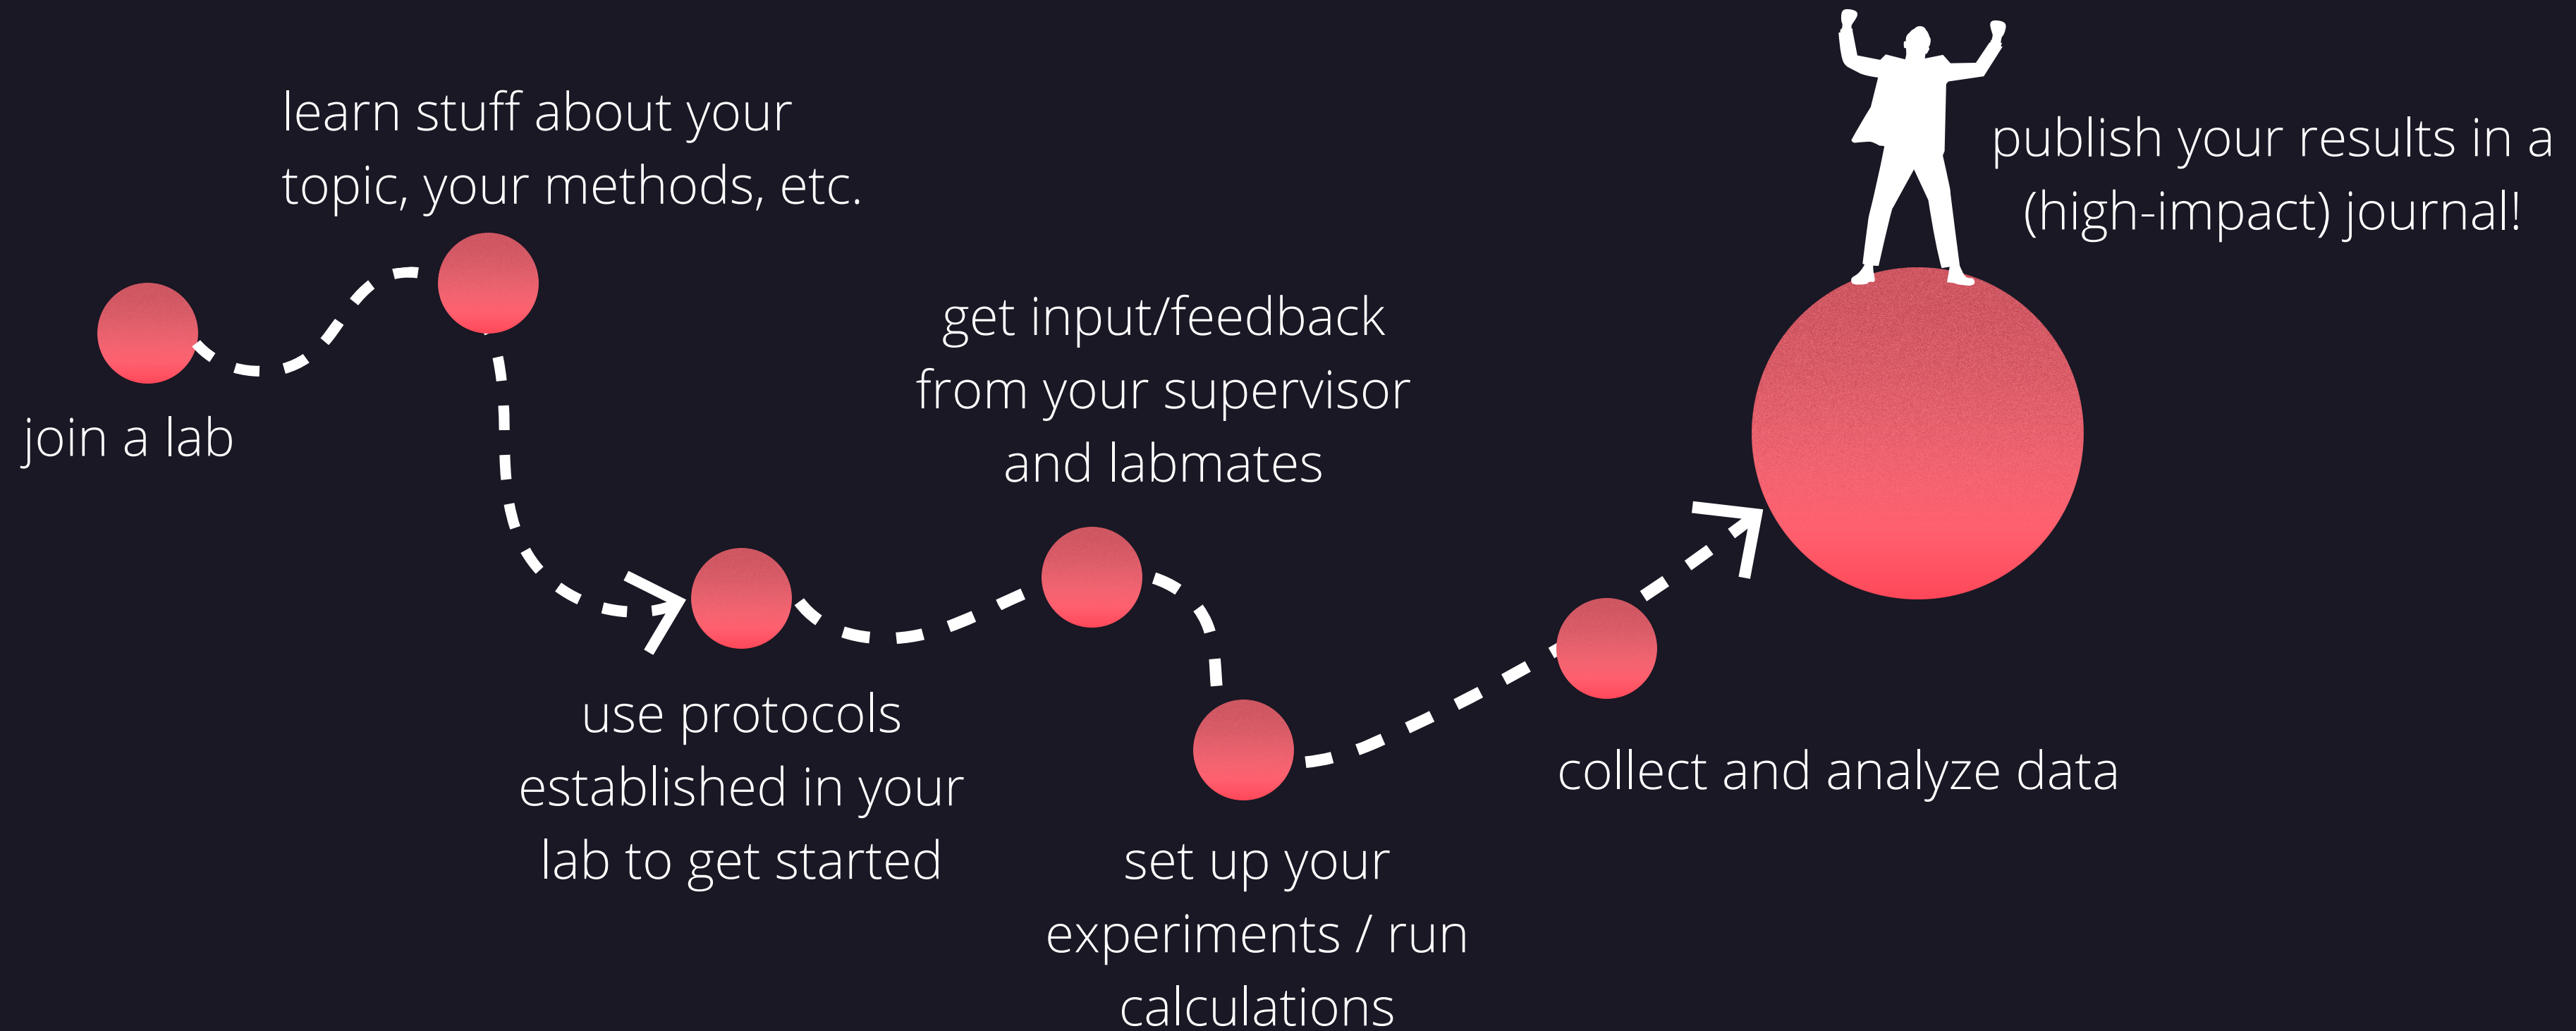 join a lab
learn stuff about your
topic, your methods, etc.
use protocols
established in your
lab to get started
get input/feedback
from your supervisor
and labmates
set up your
experiments / run
calculations
collect and analyze data
publish your results in a
(high-impact) journal!